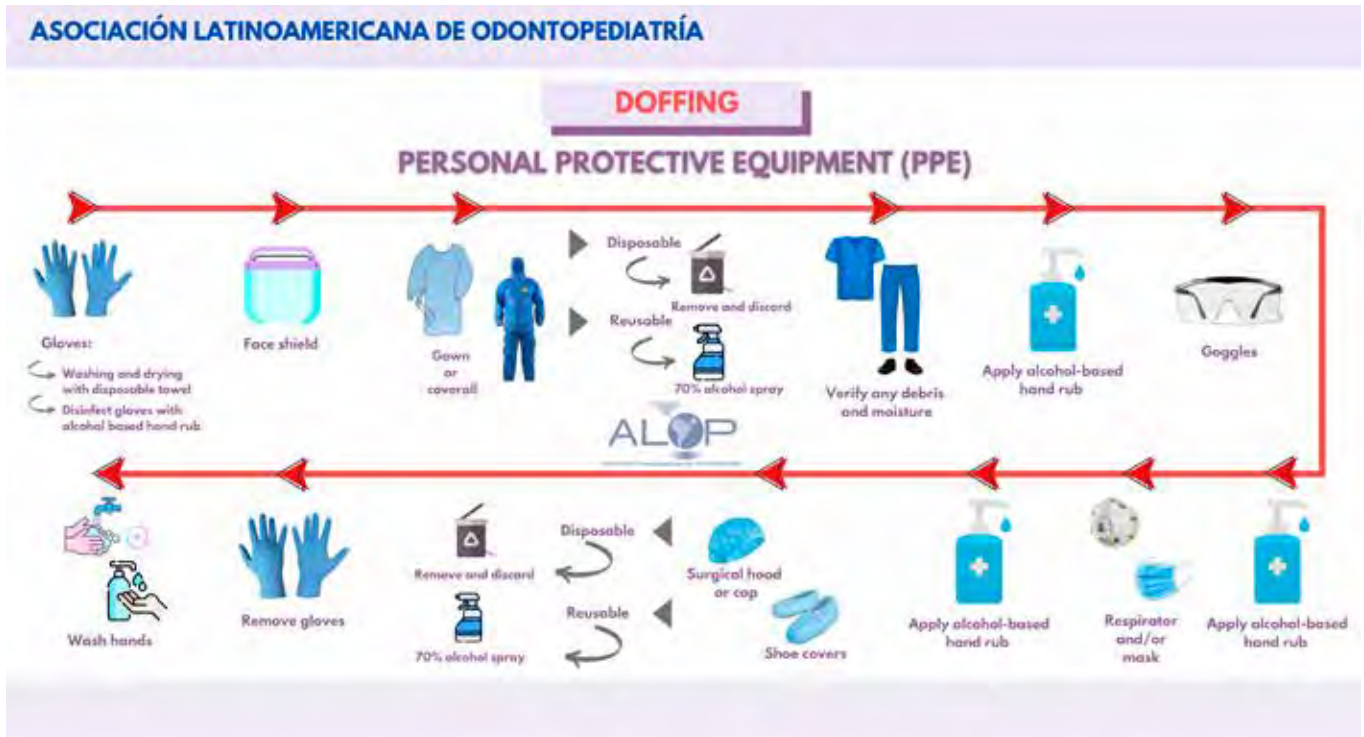 ASOCIACIÓN LATINOAMERICANA DE ODONTOPEDIATRÍA
DOFFING
PERSONAL PROTECTIVE EQUIPMENT (PPE)
Gloves:
Washing and drying
with disposable towel
Disinfect gloves with
alcohol based hand rub
Face shield
Gown
or
coverall
Disposable
Remove and discard
Reusable
70% alcohol spray
Verify any debris
and moisture
Apply alcohol-based
hand rub
Goggles
ALOP
Apply alcohol-based
hand rub
Respirator
and/or
mask
Apply alcohol-based
hand rub
Surgical hood
or cap
Shoe covers
Disposable
Remove and discard
Reusable
70% alcohol spray
Remove gloves
Wash hands